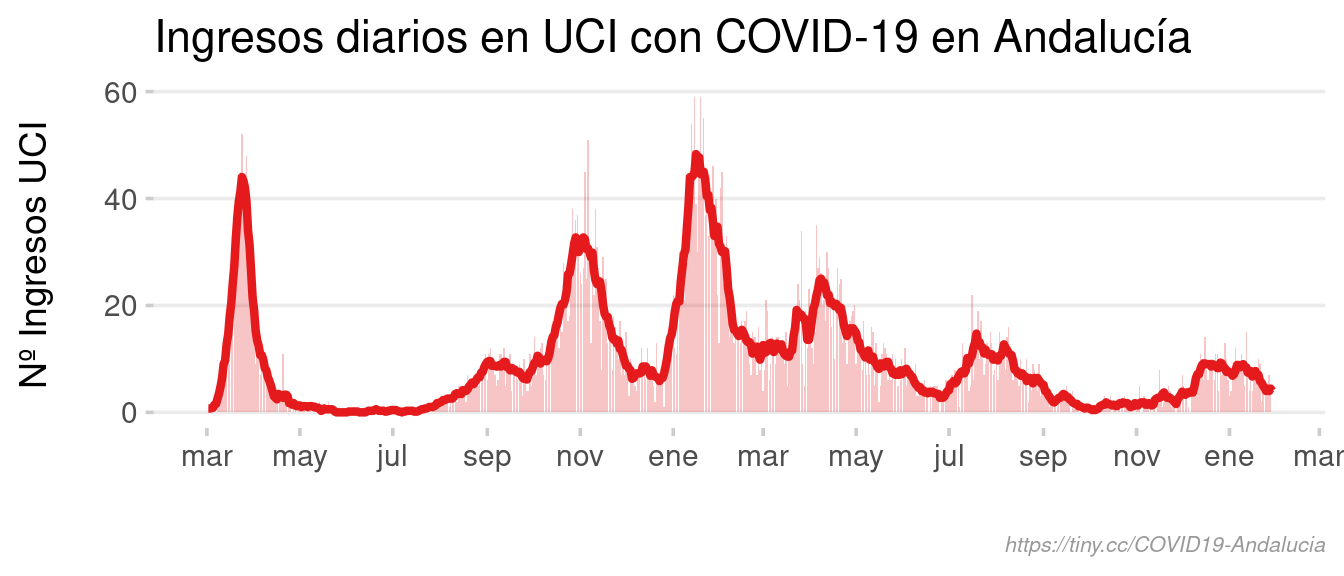 Ingresos diarios en UCI con COVID-19 en Andalucía
Nº Ingresos UCI
60
40
20
0
mar may jul sep nov ene mar may jul sep nov ene mar
https://tiny.cc/COVID19-Andalucia